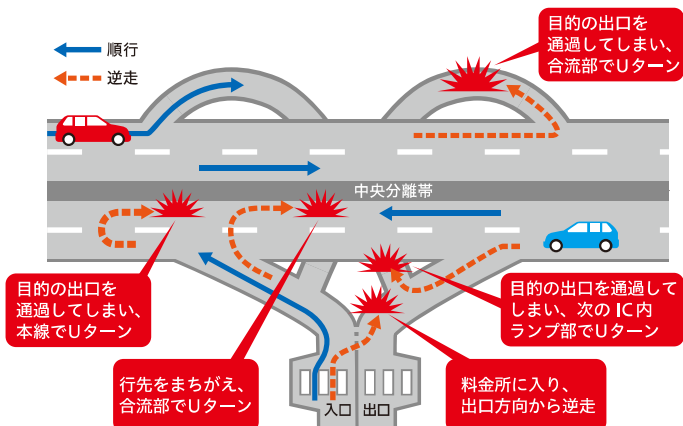 順行
逆走
目的の出口を
通過してしまい、
合流部でUターン
中央分離帯
目的の出口を
通過してしまい、
本線でUターン
行先をまちがえ、
合流部でUターン
目的の出口を通過して
しまい、次のIC内
ランプ部でUターン
料金所に入り、
出口方向から逆走
入口
出口